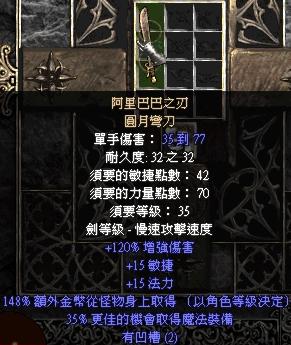 阿里巴巴之刃
圓月彎刀
單手傷害： 35 到 77
耐久度: 32 之 32
須要的敏捷點數： 42
須要的力量點數： 70
須要等級： 35
劍等級 - 慢速攻擊速度
+120% 增強傷害
+15 敏捷
+15 法力
148% 額外金幣從怪物身上取得 （以角色等級決定）
35% 更佳的機會取得魔法裝備
有凹槽 (2)